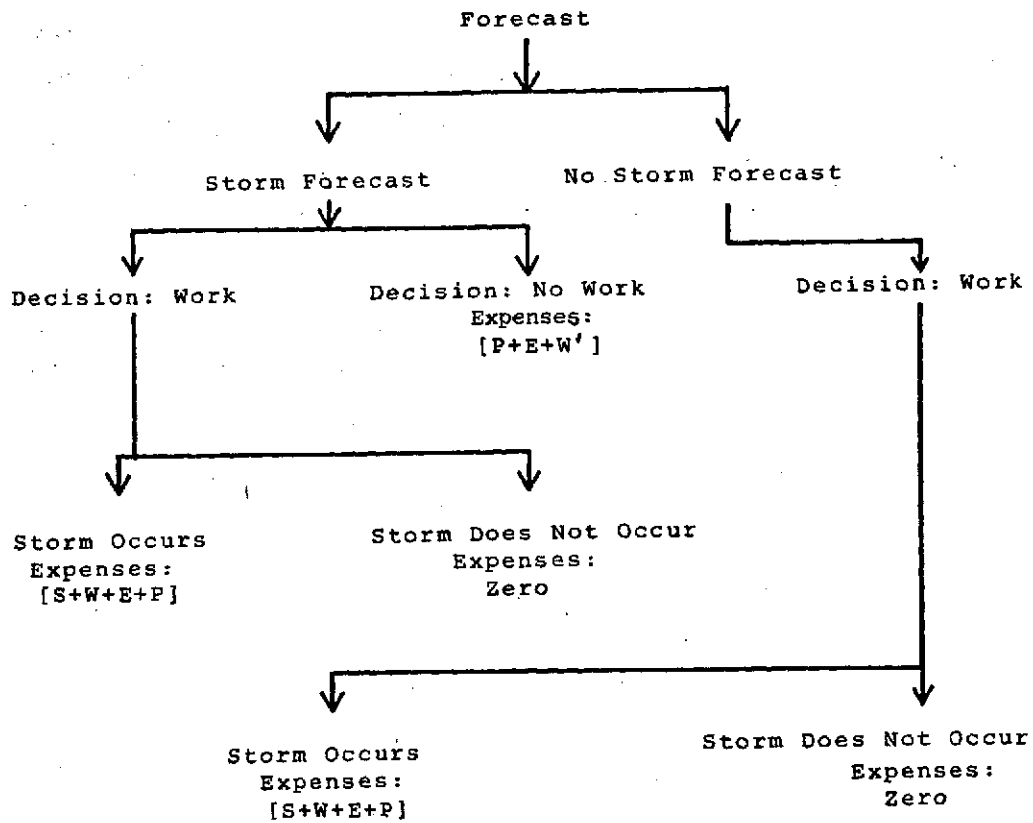 Forecast
Storm Forecast
No Storm Forecast
Decision: Work
Decision: No Work
Expenses:
[P+E+W']
Decision: Work
Storm Occurs
Expenses:
[S+W+E+P]
Storm Does Not Occur
Expenses:
Zero
Storm Occurs
Expenses:
[S+W+E+P]
Storm Does Not Occur
Expenses:
Zero